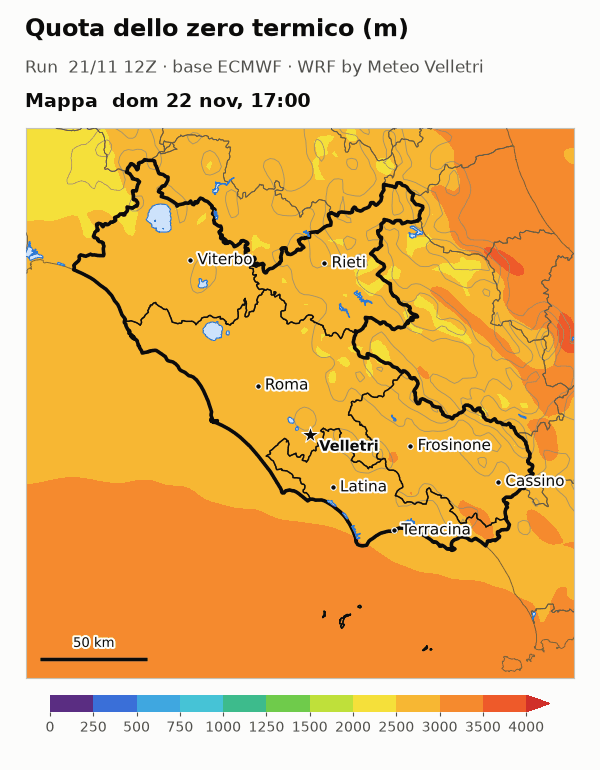 Quota dello zero termico (m)
Run  21/11 12Z · base ECMWF · WRF by Meteo Velletri
Mappa  dom 22 nov, 17:00
Viterbo
Rieti
Roma
Velletri
Frosinone
Cassino
Latina
Terracina
50 km
0 250 500 750 1000 1250 1500 2000 2500 3000 3500 4000